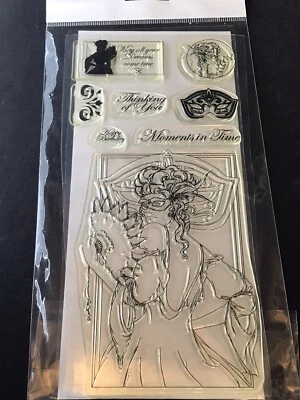 May all your
Dreams
come true
Thinking
of You
Happy
Birthday
Moments in Time